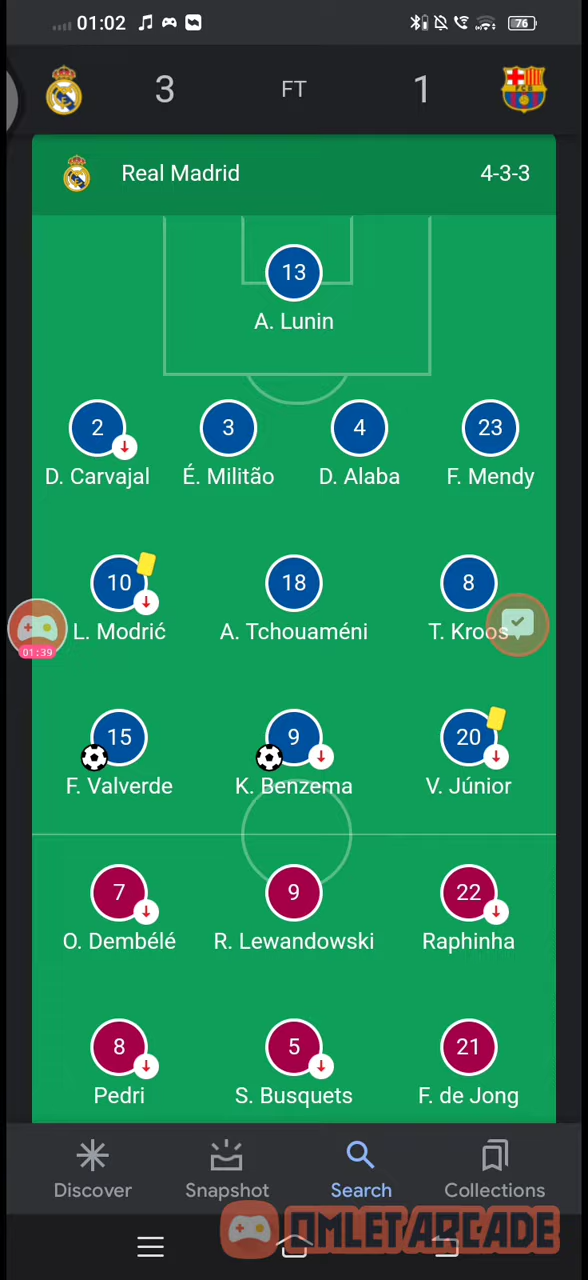 01:02
76
3 FT 1
FCB
Real Madrid 4-3-3
13
A. Lunin
2 3 4 23
D. Carvajal É. Militão D. Alaba F. Mendy
10 18 8
L. Modrić A. Tchouaméni T. Kroos
01:39
15 9 20
F. Valverde K. Benzema V. Júnior
7 9 22
O. Dembélé R. Lewandowski Raphinha
8 5 21
Pedri S. Busquets F. de Jong
Discover Snapshot Search Collections
OMLET ARCADE